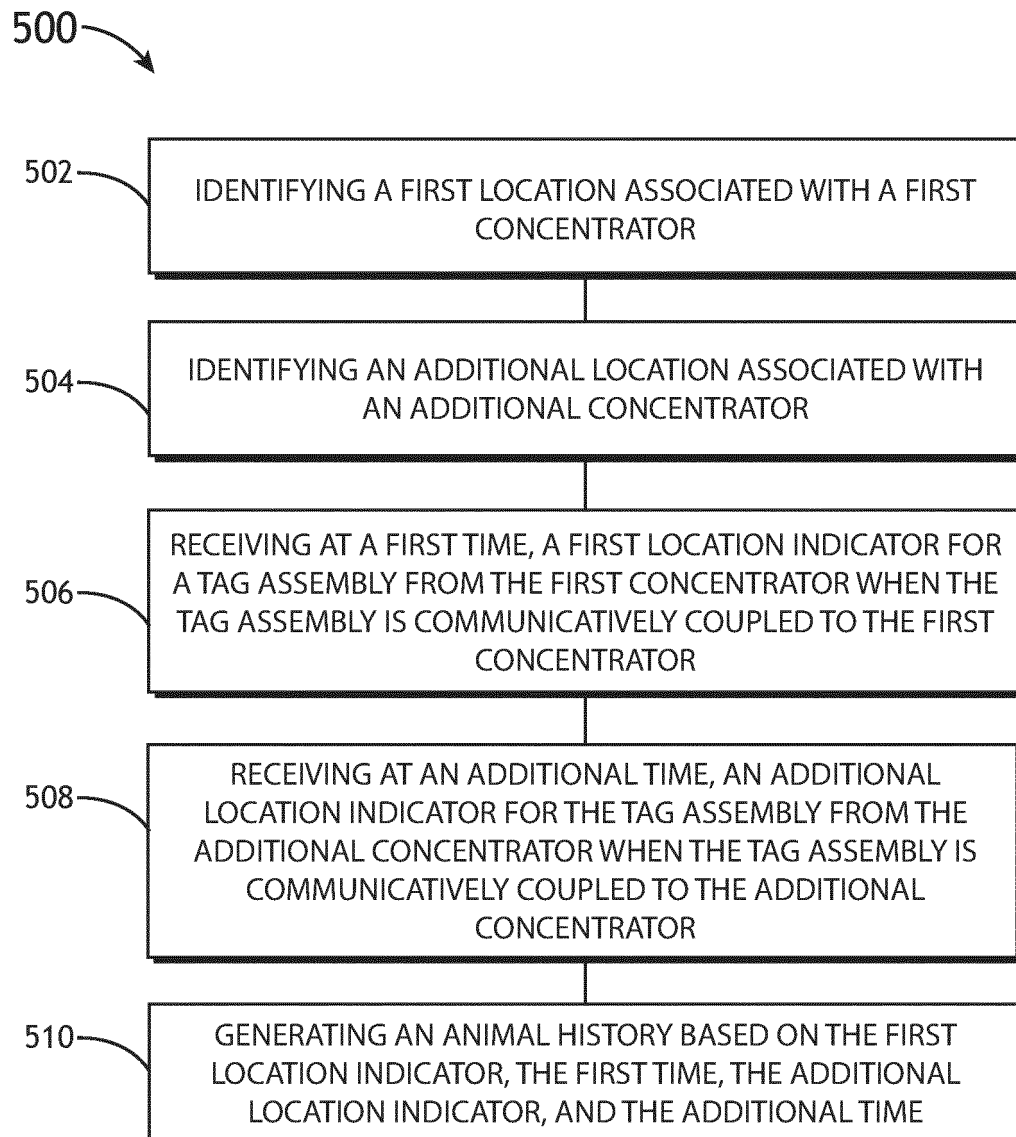 500
502
IDENTIFYING A FIRST LOCATION ASSOCIATED WITH A FIRST
CONCENTRATOR
504
IDENTIFYING AN ADDITIONAL LOCATION ASSOCIATED WITH
AN ADDITIONAL CONCENTRATOR
506
RECEIVING AT A FIRST TIME, A FIRST LOCATION INDICATOR FOR
A TAG ASSEMBLY FROM THE FIRST CONCENTRATOR WHEN THE
TAG ASSEMBLY IS COMMUNICATIVELY COUPLED TO THE FIRST
CONCENTRATOR
508
RECEIVING AT AN ADDITIONAL TIME, AN ADDITIONAL
LOCATION INDICATOR FOR THE TAG ASSEMBLY FROM THE
ADDITIONAL CONCENTRATOR WHEN THE TAG ASSEMBLY IS
COMMUNICATIVELY COUPLED TO THE ADDITIONAL
CONCENTRATOR
510
GENERATING AN ANIMAL HISTORY BASED ON THE FIRST
LOCATION INDICATOR, THE FIRST TIME, THE ADDITIONAL
LOCATION INDICATOR, AND THE ADDITIONAL TIME